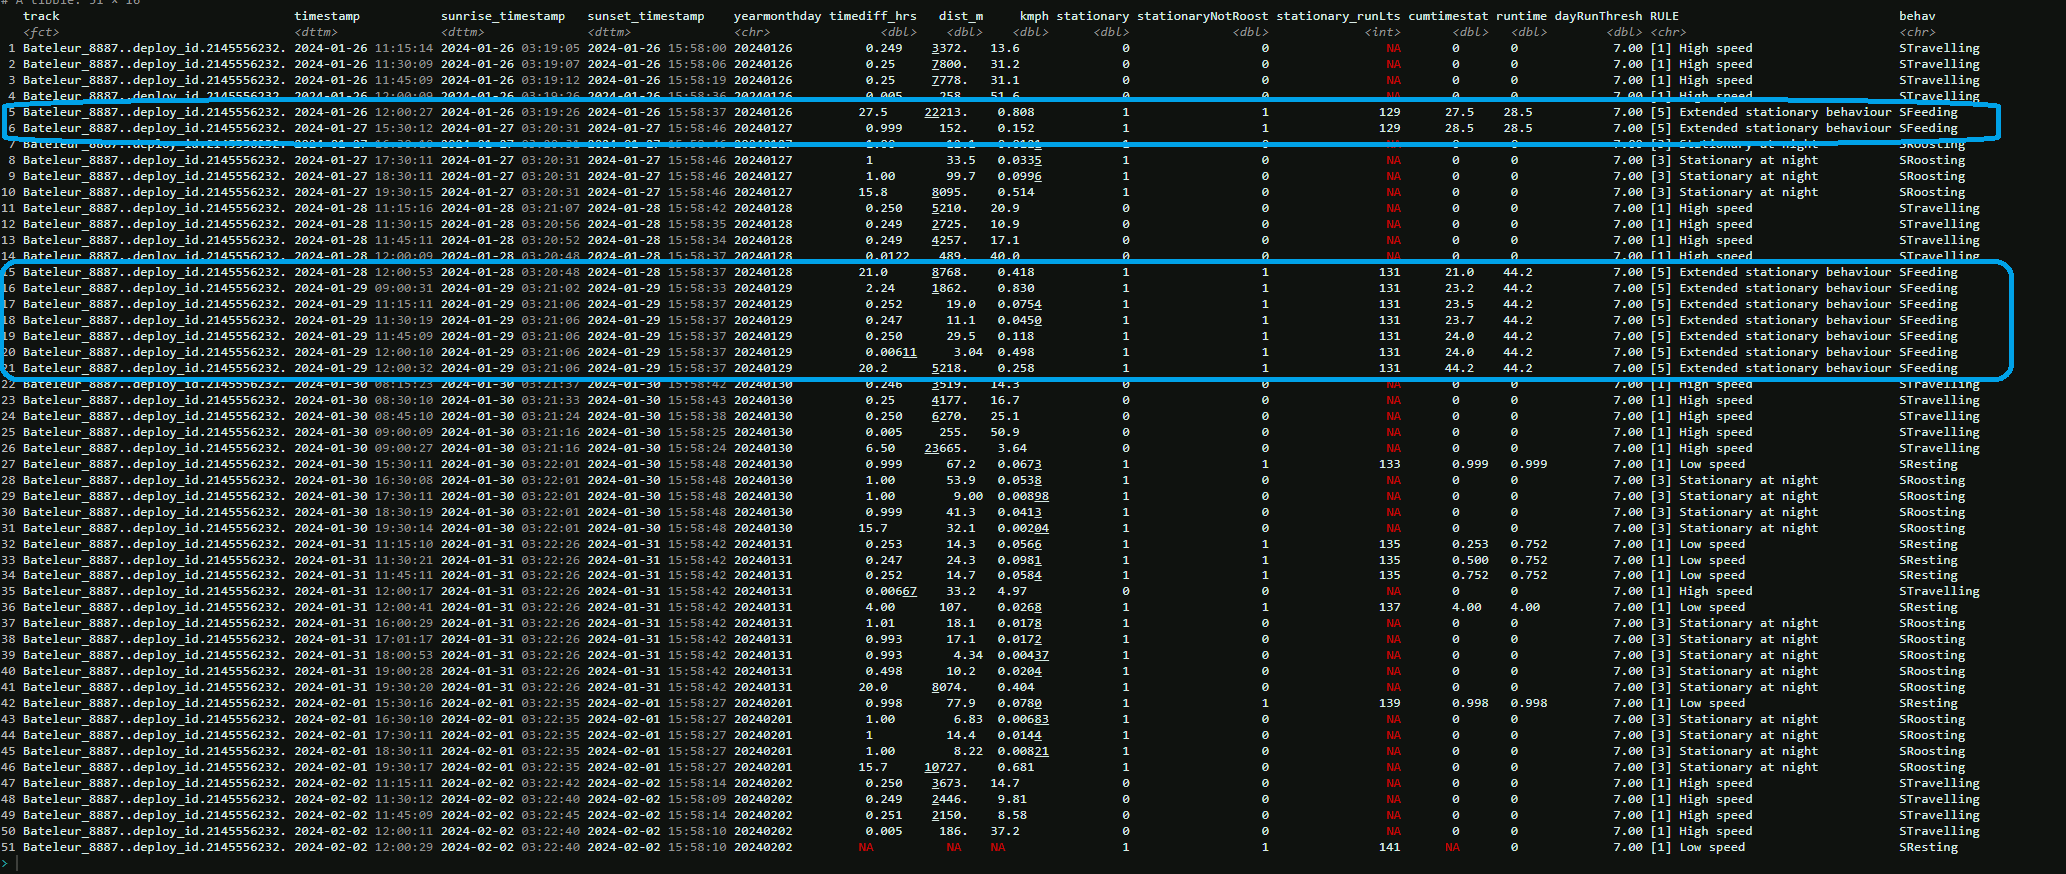 # A tibble: 51 × 16
track timestamp sunrise_timestamp sunset_timestamp yearmonthday timediff_hrs dist_m kmph stationary stationaryNotRoost stationary_runLts cumtimestat runtime dayRunThresh RULE behav
<fct> <dttm> <dttm> <dttm> <chr> <dbl> <dbl> <dbl> <dbl> <dbl> <int> <dbl> <dbl> <dbl> <chr> <chr>
1 Bateleur_8887..deploy_id.2145556232. 2024-01-26 11:15:14 2024-01-26 03:19:05 2024-01-26 15:58:00 20240126 0.249 3372. 13.6 0 0 NA 0 0 7.00 [1] High speed STravelling
2 Bateleur_8887..deploy_id.2145556232. 2024-01-26 11:30:09 2024-01-26 03:19:07 2024-01-26 15:58:06 20240126 0.25 7800. 31.2 0 0 NA 0 0 7.00 [1] High speed STravelling
3 Bateleur_8887..deploy_id.2145556232. 2024-01-26 11:45:09 2024-01-26 03:19:12 2024-01-26 15:58:19 20240126 0.25 7778. 31.1 0 0 NA 0 0 7.00 [1] High speed STravelling
4 Bateleur_8887..deploy_id.2145556232. 2024-01-26 12:00:09 2024-01-26 03:19:26 2024-01-26 15:58:36 20240126 0.005 258. 51.6 0 0 NA 0 0 7.00 [1] High speed STravelling
5 Bateleur_8887..deploy_id.2145556232. 2024-01-26 12:00:27 2024-01-26 03:19:26 2024-01-26 15:58:37 20240126 27.5 22213. 0.808 1 1 129 27.5 28.5 7.00 [5] Extended stationary behaviour SFeeding
6 Bateleur_8887..deploy_id.2145556232. 2024-01-27 15:30:12 2024-01-27 03:20:31 2024-01-27 15:58:46 20240127 0.999 152. 0.152 1 1 129 28.5 28.5 7.00 [5] Extended stationary behaviour SFeeding
7 Bateleur_8887..deploy_id.2145556232. 2024-01-27 2024-01-27 03:20:31 2024-01-27 15:58:46 20240127 7.00 [3] Stationary at night SRoosting
8 Bateleur_8887..deploy_id.2145556232. 2024-01-27 17:30:11 2024-01-27 03:20:31 2024-01-27 15:58:46 20240127 1 33.5 0.0335 1 0 NA 0 0 7.00 [3] Stationary at night SRoosting
9 Bateleur_8887..deploy_id.2145556232. 2024-01-27 18:30:11 2024-01-27 03:20:31 2024-01-27 15:58:46 20240127 1.00 99.7 0.0996 1 0 NA 0 0 7.00 [3] Stationary at night SRoosting
10 Bateleur_8887..deploy_id.2145556232. 2024-01-27 19:30:15 2024-01-27 03:20:31 2024-01-27 15:58:46 20240127 15.8 8095. 0.514 1 0 NA 0 0 7.00 [3] Stationary at night SRoosting
11 Bateleur_8887..deploy_id.2145556232. 2024-01-28 11:15:16 2024-01-28 03:21:07 2024-01-28 15:58:42 20240128 0.250 5210. 20.9 0 0 NA 0 0 7.00 [1] High speed STravelling
12 Bateleur_8887..deploy_id.2145556232. 2024-01-28 11:30:15 2024-01-28 03:20:56 2024-01-28 15:58:35 20240128 0.249 2725. 10.9 0 0 NA 0 0 7.00 [1] High speed STravelling
13 Bateleur_8887..deploy_id.2145556232. 2024-01-28 11:45:11 2024-01-28 03:20:52 2024-01-28 15:58:34 20240128 0.249 4257. 17.1 0 0 NA 0 0 7.00 [1] High speed STravelling
14 Bateleur_8887..deploy_id.2145556232. 2024-01-28 12:00:09 2024-01-28 03:20:48 2024-01-28 15:58:37 20240128 0.0122 489. 40.0 0 0 NA 0 0 7.00 [1] High speed STravelling
15 Bateleur_8887..deploy_id.2145556232. 2024-01-28 12:00:53 2024-01-28 03:20:48 2024-01-28 15:58:37 20240128 21.0 8768. 0.418 1 1 131 21.0 44.2 7.00 [5] Extended stationary behaviour SFeeding
16 Bateleur_8887..deploy_id.2145556232. 2024-01-29 09:00:31 2024-01-29 03:21:02 2024-01-29 15:58:33 20240129 2.24 1862. 0.830 1 1 131 23.2 44.2 7.00 [5] Extended stationary behaviour SFeeding
17 Bateleur_8887..deploy_id.2145556232. 2024-01-29 11:15:11 2024-01-29 03:21:06 2024-01-29 15:58:37 20240129 0.252 19.0 0.0754 1 1 131 23.5 44.2 7.00 [5] Extended stationary behaviour SFeeding
18 Bateleur_8887..deploy_id.2145556232. 2024-01-29 11:30:19 2024-01-29 03:21:06 2024-01-29 15:58:37 20240129 0.247 11.1 0.0450 1 1 131 23.7 44.2 7.00 [5] Extended stationary behaviour SFeeding
19 Bateleur_8887..deploy_id.2145556232. 2024-01-29 11:45:09 2024-01-29 03:21:06 2024-01-29 15:58:37 20240129 0.250 29.5 0.118 1 1 131 24.0 44.2 7.00 [5] Extended stationary behaviour SFeeding
20 Bateleur_8887..deploy_id.2145556232. 2024-01-29 12:00:10 2024-01-29 03:21:06 2024-01-29 15:58:37 20240129 0.00611 3.04 0.498 1 1 131 24.0 44.2 7.00 [5] Extended stationary behaviour SFeeding
21 Bateleur_8887..deploy_id.2145556232. 2024-01-29 12:00:32 2024-01-29 03:21:06 2024-01-29 15:58:37 20240129 20.2 5218. 0.258 1 1 131 44.2 44.2 7.00 [5] Extended stationary behaviour SFeeding
22 Bateleur_8887..deploy_id.2145556232. 2024-01-30 08:15:23 2024-01-30 03:21:37 2024-01-30 15:58:42 20240130 0.246 3519. 14.3 0 0 NA 0 0 7.00 [1] High speed STravelling
23 Bateleur_8887..deploy_id.2145556232. 2024-01-30 08:30:10 2024-01-30 03:21:33 2024-01-30 15:58:43 20240130 0.25 4177. 16.7 0 0 NA 0 0 7.00 [1] High speed STravelling
24 Bateleur_8887..deploy_id.2145556232. 2024-01-30 08:45:10 2024-01-30 03:21:24 2024-01-30 15:58:38 20240130 0.250 6270. 25.1 0 0 NA 0 0 7.00 [1] High speed STravelling
25 Bateleur_8887..deploy_id.2145556232. 2024-01-30 09:00:09 2024-01-30 03:21:16 2024-01-30 15:58:25 20240130 0.005 255. 50.9 0 0 NA 0 0 7.00 [1] High speed STravelling
26 Bateleur_8887..deploy_id.2145556232. 2024-01-30 09:00:27 2024-01-30 03:21:16 2024-01-30 15:58:24 20240130 6.50 23665. 3.64 0 0 NA 0 0 7.00 [1] High speed STravelling
27 Bateleur_8887..deploy_id.2145556232. 2024-01-30 15:30:11 2024-01-30 03:22:01 2024-01-30 15:58:48 20240130 0.999 67.2 0.0673 1 1 133 0.999 0.999 7.00 [1] Low speed SResting
28 Bateleur_8887..deploy_id.2145556232. 2024-01-30 16:30:08 2024-01-30 03:22:01 2024-01-30 15:58:48 20240130 1.00 53.9 0.0538 1 0 NA 0 0 7.00 [3] Stationary at night SRoosting
29 Bateleur_8887..deploy_id.2145556232. 2024-01-30 17:30:11 2024-01-30 03:22:01 2024-01-30 15:58:48 20240130 1.00 9.00 0.00898 1 0 NA 0 0 7.00 [3] Stationary at night SRoosting
30 Bateleur_8887..deploy_id.2145556232. 2024-01-30 18:30:19 2024-01-30 03:22:01 2024-01-30 15:58:48 20240130 0.999 41.3 0.0413 1 0 NA 0 0 7.00 [3] Stationary at night SRoosting
31 Bateleur_8887..deploy_id.2145556232. 2024-01-30 19:30:14 2024-01-30 03:22:01 2024-01-30 15:58:48 20240130 15.7 32.1 0.00204 1 0 NA 0 0 7.00 [3] Stationary at night SRoosting
32 Bateleur_8887..deploy_id.2145556232. 2024-01-31 11:15:10 2024-01-31 03:22:26 2024-01-31 15:58:42 20240131 0.253 14.3 0.0566 1 1 135 0.253 0.752 7.00 [1] Low speed SResting
33 Bateleur_8887..deploy_id.2145556232. 2024-01-31 11:30:21 2024-01-31 03:22:26 2024-01-31 15:58:42 20240131 0.247 24.3 0.0981 1 1 135 0.500 0.752 7.00 [1] Low speed SResting
34 Bateleur_8887..deploy_id.2145556232. 2024-01-31 11:45:11 2024-01-31 03:22:26 2024-01-31 15:58:42 20240131 0.252 14.7 0.0584 1 1 135 0.752 0.752 7.00 [1] Low speed SResting
35 Bateleur_8887..deploy_id.2145556232. 2024-01-31 12:00:17 2024-01-31 03:22:26 2024-01-31 15:58:42 20240131 0.00667 33.2 4.97 0 0 NA 0 0 7.00 [1] High speed STravelling
36 Bateleur_8887..deploy_id.2145556232. 2024-01-31 12:00:41 2024-01-31 03:22:26 2024-01-31 15:58:42 20240131 4.00 107. 0.0268 1 1 137 4.00 4.00 7.00 [1] Low speed SResting
37 Bateleur_8887..deploy_id.2145556232. 2024-01-31 16:00:29 2024-01-31 03:22:26 2024-01-31 15:58:42 20240131 1.01 18.1 0.0178 1 0 NA 0 0 7.00 [3] Stationary at night SRoosting
38 Bateleur_8887..deploy_id.2145556232. 2024-01-31 17:01:17 2024-01-31 03:22:26 2024-01-31 15:58:42 20240131 0.993 17.1 0.0172 1 0 NA 0 0 7.00 [3] Stationary at night SRoosting
39 Bateleur_8887..deploy_id.2145556232. 2024-01-31 18:00:53 2024-01-31 03:22:26 2024-01-31 15:58:42 20240131 0.993 4.34 0.00437 1 0 NA 0 0 7.00 [3] Stationary at night SRoosting
40 Bateleur_8887..deploy_id.2145556232. 2024-01-31 19:00:28 2024-01-31 03:22:26 2024-01-31 15:58:42 20240131 0.498 10.2 0.0204 1 0 NA 0 0 7.00 [3] Stationary at night SRoosting
41 Bateleur_8887..deploy_id.2145556232. 2024-01-31 19:30:20 2024-01-31 03:22:26 2024-01-31 15:58:42 20240131 20.0 8074. 0.404 1 0 NA 0 0 7.00 [3] Stationary at night SRoosting
42 Bateleur_8887..deploy_id.2145556232. 2024-02-01 15:30:16 2024-02-01 03:22:35 2024-02-01 15:58:27 20240201 0.998 77.9 0.0780 1 1 139 0.998 0.998 7.00 [1] Low speed SResting
43 Bateleur_8887..deploy_id.2145556232. 2024-02-01 16:30:10 2024-02-01 03:22:35 2024-02-01 15:58:27 20240201 1.00 6.83 0.00683 1 0 NA 0 0 7.00 [3] Stationary at night SRoosting
44 Bateleur_8887..deploy_id.2145556232. 2024-02-01 17:30:11 2024-02-01 03:22:35 2024-02-01 15:58:27 20240201 1 14.4 0.0144 1 0 NA 0 0 7.00 [3] Stationary at night SRoosting
45 Bateleur_8887..deploy_id.2145556232. 2024-02-01 18:30:11 2024-02-01 03:22:35 2024-02-01 15:58:27 20240201 1.00 8.22 0.00821 1 0 NA 0 0 7.00 [3] Stationary at night SRoosting
46 Bateleur_8887..deploy_id.2145556232. 2024-02-01 19:30:17 2024-02-01 03:22:35 2024-02-01 15:58:27 20240201 15.7 10727. 0.681 1 0 NA 0 0 7.00 [3] Stationary at night SRoosting
47 Bateleur_8887..deploy_id.2145556232. 2024-02-02 11:15:11 2024-02-02 03:22:40 2024-02-02 15:58:14 20240202 0.250 3673. 14.7 0 0 NA 0 0 7.00 [1] High speed STravelling
48 Bateleur_8887..deploy_id.2145556232. 2024-02-02 11:30:12 2024-02-02 03:22:40 2024-02-02 15:58:09 20240202 0.249 2446. 9.81 0 0 NA 0 0 7.00 [1] High speed STravelling
49 Bateleur_8887..deploy_id.2145556232. 2024-02-02 11:45:09 2024-02-02 03:22:45 2024-02-02 15:58:14 20240202 0.251 2150. 8.58 0 0 NA 0 0 7.00 [1] High speed STravelling
50 Bateleur_8887..deploy_id.2145556232. 2024-02-02 12:00:11 2024-02-02 03:22:40 2024-02-02 15:58:10 20240202 0.005 186. 37.2 0 0 NA 0 0 7.00 [1] High speed STravelling
51 Bateleur_8887..deploy_id.2145556232. 2024-02-02 12:00:29 2024-02-02 03:22:40 2024-02-02 15:58:10 20240202 NA NA NA 1 1 141 NA 0 7.00 [1] Low speed SResting
>